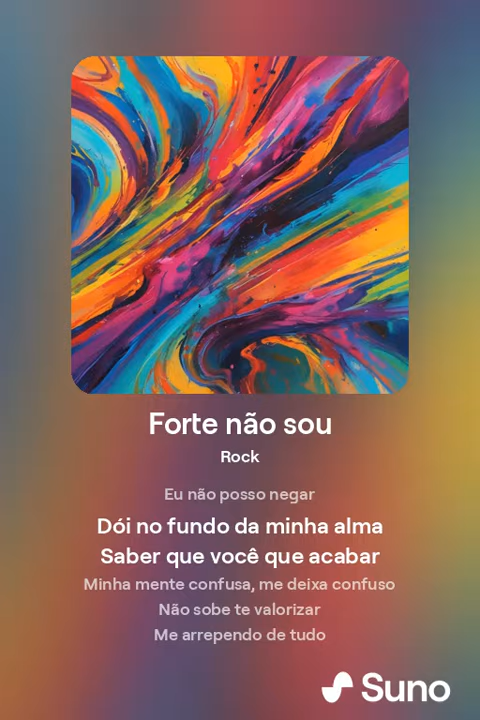 Forte não sou
Rock
Eu não posso negar
Dói no fundo da minha alma
Saber que você que acabar
Minha mente confusa, me deixa confuso
Não sobe te valorizar
Me arrependo de tudo
Suno